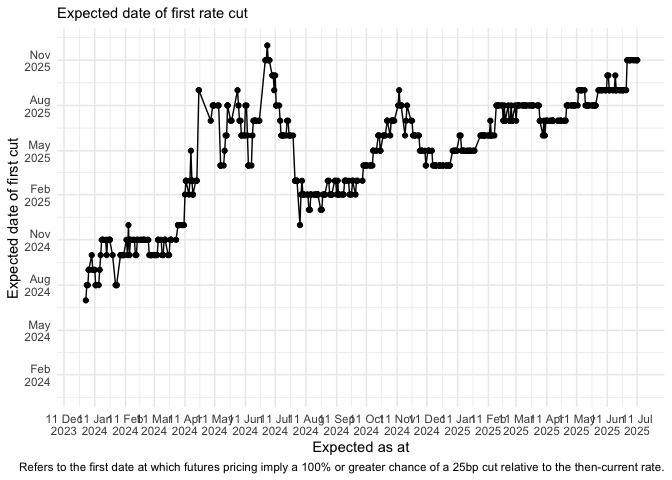 Expected date of first rate cut
Expected date of first cut
Nov
2025
Aug
2025
May
2025
Feb
2025
Nov
2024
Aug
2024
May
2024
Feb
2024
11 Dec 11 Jan 11 Feb 11 Mar 11 Apr 11 May 11 Jun 11 Jul 11 Aug 11 Sep 11 Oct 11 Nov 11 Dec 11 Jan 11 Feb 11 Mar 11 Apr 11 May 11 Jun 11 Jul
2023 2024 2024 2024 2024 2024 2024 2024 2024 2024 2024 2024 2024 2025 2025 2025 2025 2025 2025 2025
Expected as at
Refers to the first date at which futures pricing imply a 100% or greater chance of a 25bp cut relative to the then-current rate.